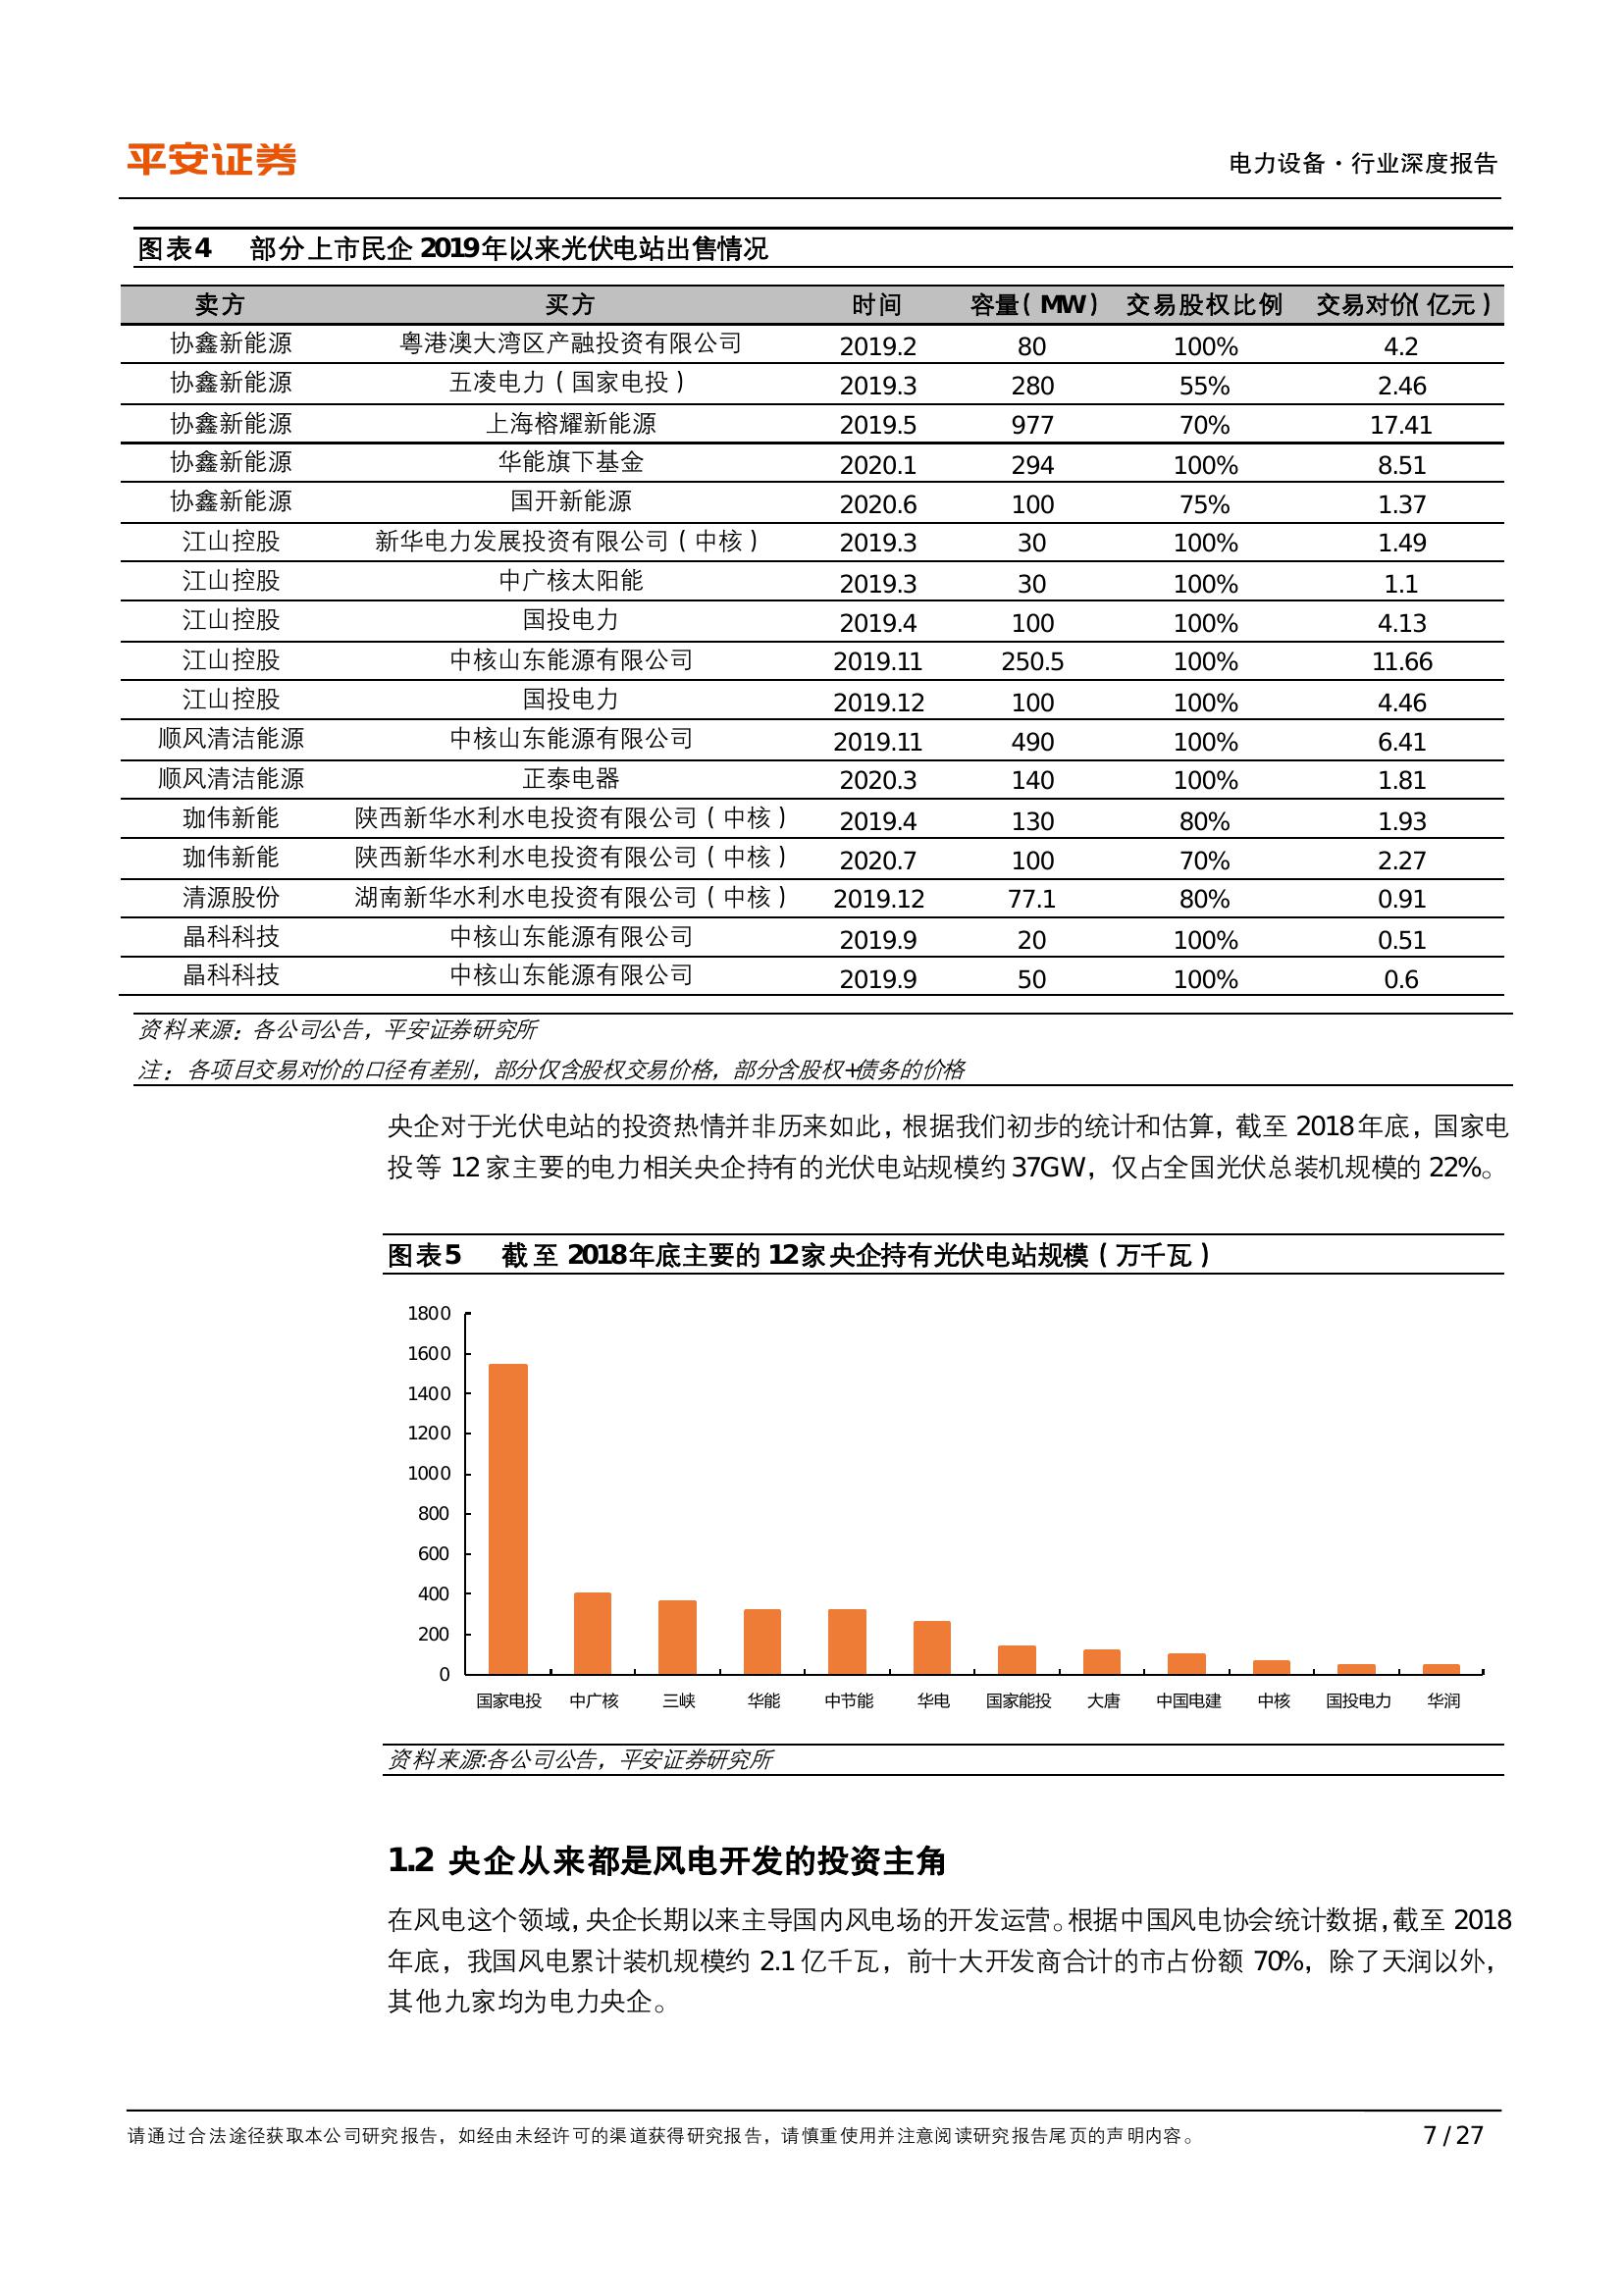 平安证券
电力设备·行业深度报告
图表4 部分上市民企 2019年以来光伏电站出售情况
卖方 买方 时间 容量（MW） 交易股权比例 交易对价（亿元）
协鑫新能源 粤港澳大湾区产融投资有限公司 2019.2 80 100% 4.2
协鑫新能源 五凌电力（国家电投） 2019.3 280 55% 2.46
协鑫新能源 上海榕耀新能源 2019.5 977 70% 17.41
协鑫新能源 华能旗下基金 2020.1 294 100% 8.51
协鑫新能源 国开新能源 2020.6 100 75% 1.37
江山控股 新华电力发展投资有限公司（中核） 2019.3 30 100% 1.49
江山控股 中广核太阳能 2019.3 30 100% 1.1
江山控股 国投电力 2019.4 100 100% 4.13
江山控股 中核山东能源有限公司 2019.11 250.5 100% 11.66
江山控股 国投电力 2019.12 100 100% 4.46
顺风清洁能源 中核山东能源有限公司 2019.11 490 100% 6.41
顺风清洁能源 正泰电器 2020.3 140 100% 1.81
珈伟新能 陕西新华水利水电投资有限公司（中核） 2019.4 130 80% 1.93
珈伟新能 陕西新华水利水电投资有限公司（中核） 2020.7 100 70% 2.27
清源股份 湖南新华水利水电投资有限公司（中核） 2019.12 77.1 80% 0.91
晶科科技 中核山东能源有限公司 2019.9 20 100% 0.51
晶科科技 中核山东能源有限公司 2019.9 50 100% 0.6
资料来源：各公司公告，平安证券研究所
注：各项目交易对价的口径有差别，部分仅含股权交易价格，部分含股权+债务的价格
央企对于光伏电站的投资热情并非历来如此，根据我们初步的统计和估算，截至 2018年底，国家电
投等 12家主要的电力相关央企持有的光伏电站规模约37GW，仅占全国光伏总装机规模的 22%。
图表5 截至 2018年底主要的 12家央企持有光伏电站规模（万千瓦）
1800
1600
1400
1200
1000
800
600
400
200
0
国家电投 中广核 三峡 华能 中节能 华电 国家能投 大唐 中国电建 中核 国投电力 华润
资料来源:各公司公告，平安证券研究所
1.2 央企从来都是风电开发的投资主角
在风电这个领域，央企长期以来主导国内风电场的开发运营。根据中国风电协会统计数据，截至 2018
年底，我国风电累计装机规模约 2.1亿千瓦，前十大开发商合计的市占份额 70%，除了天润以外，
其他九家均为电力央企。
请通过合法途径获取本公司研究报告，如经由未经许可的渠道获得研究报告，请慎重使用并注意阅读研究报告尾页的声明内容。
7 / 27